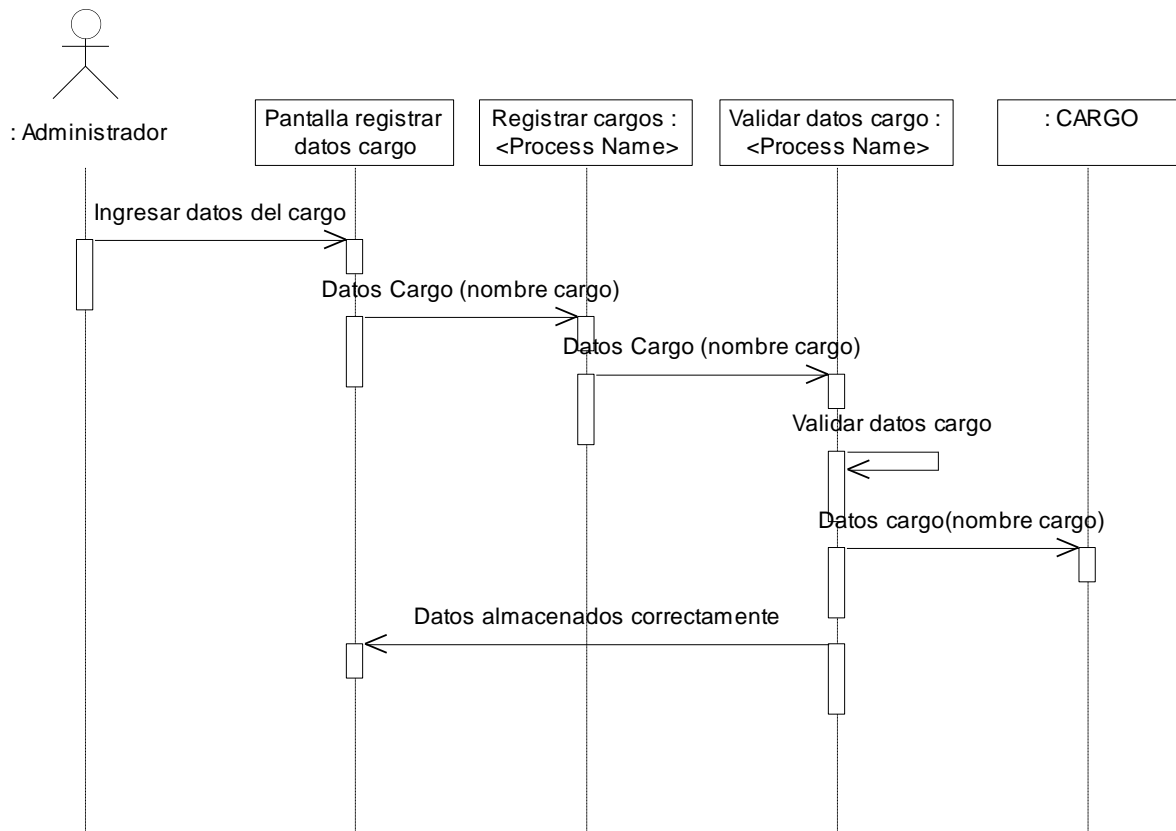 : Administrador
Pantalla registrar
datos cargo
Registrar cargos :
<Process Name>
Validar datos cargo :
<Process Name>
: CARGO
Ingresar datos del cargo
Datos Cargo (nombre cargo)
Datos Cargo (nombre cargo)
Validar datos cargo
Datos cargo(nombre cargo)
Datos almacenados correctamente